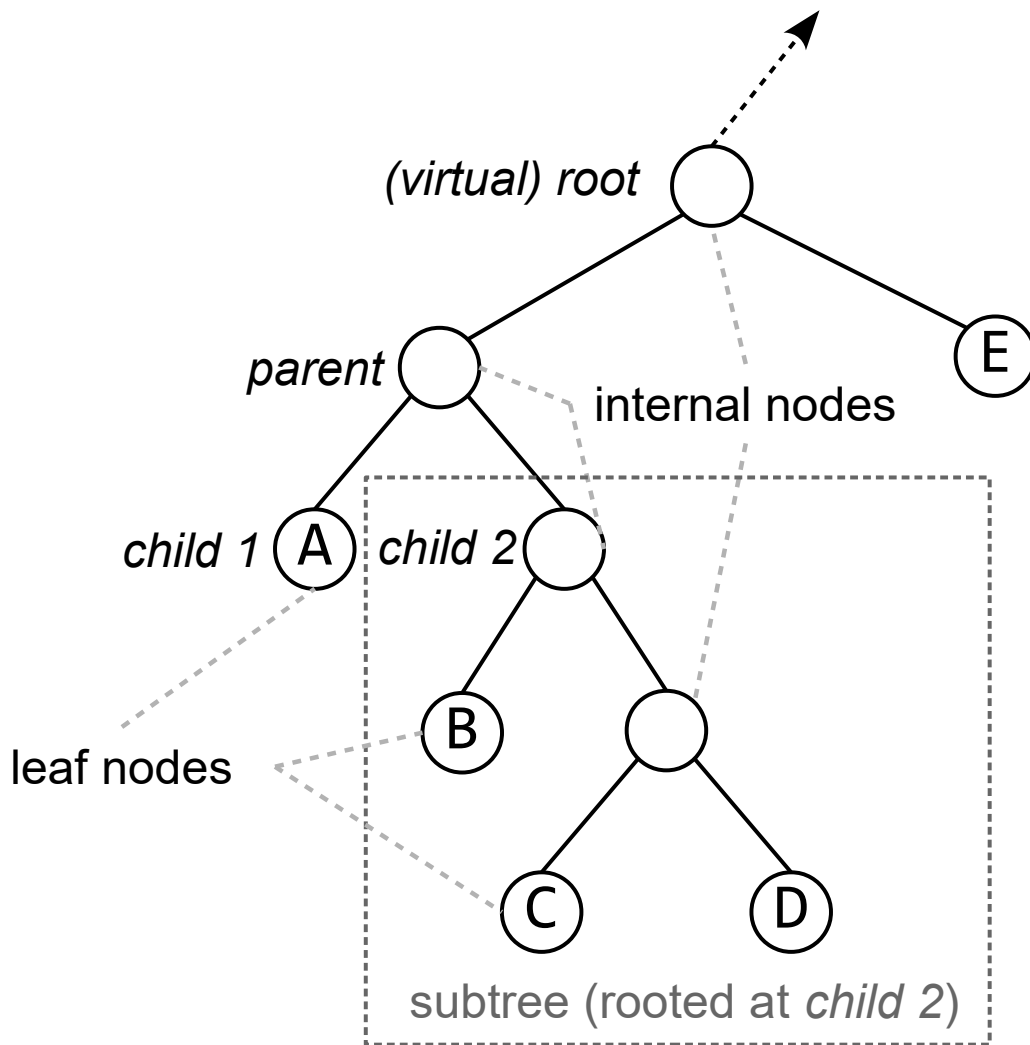 (virtual) root
E
parent
internal nodes
child 1
A
child 2
B
leaf nodes
C
D
subtree (rooted at child 2)